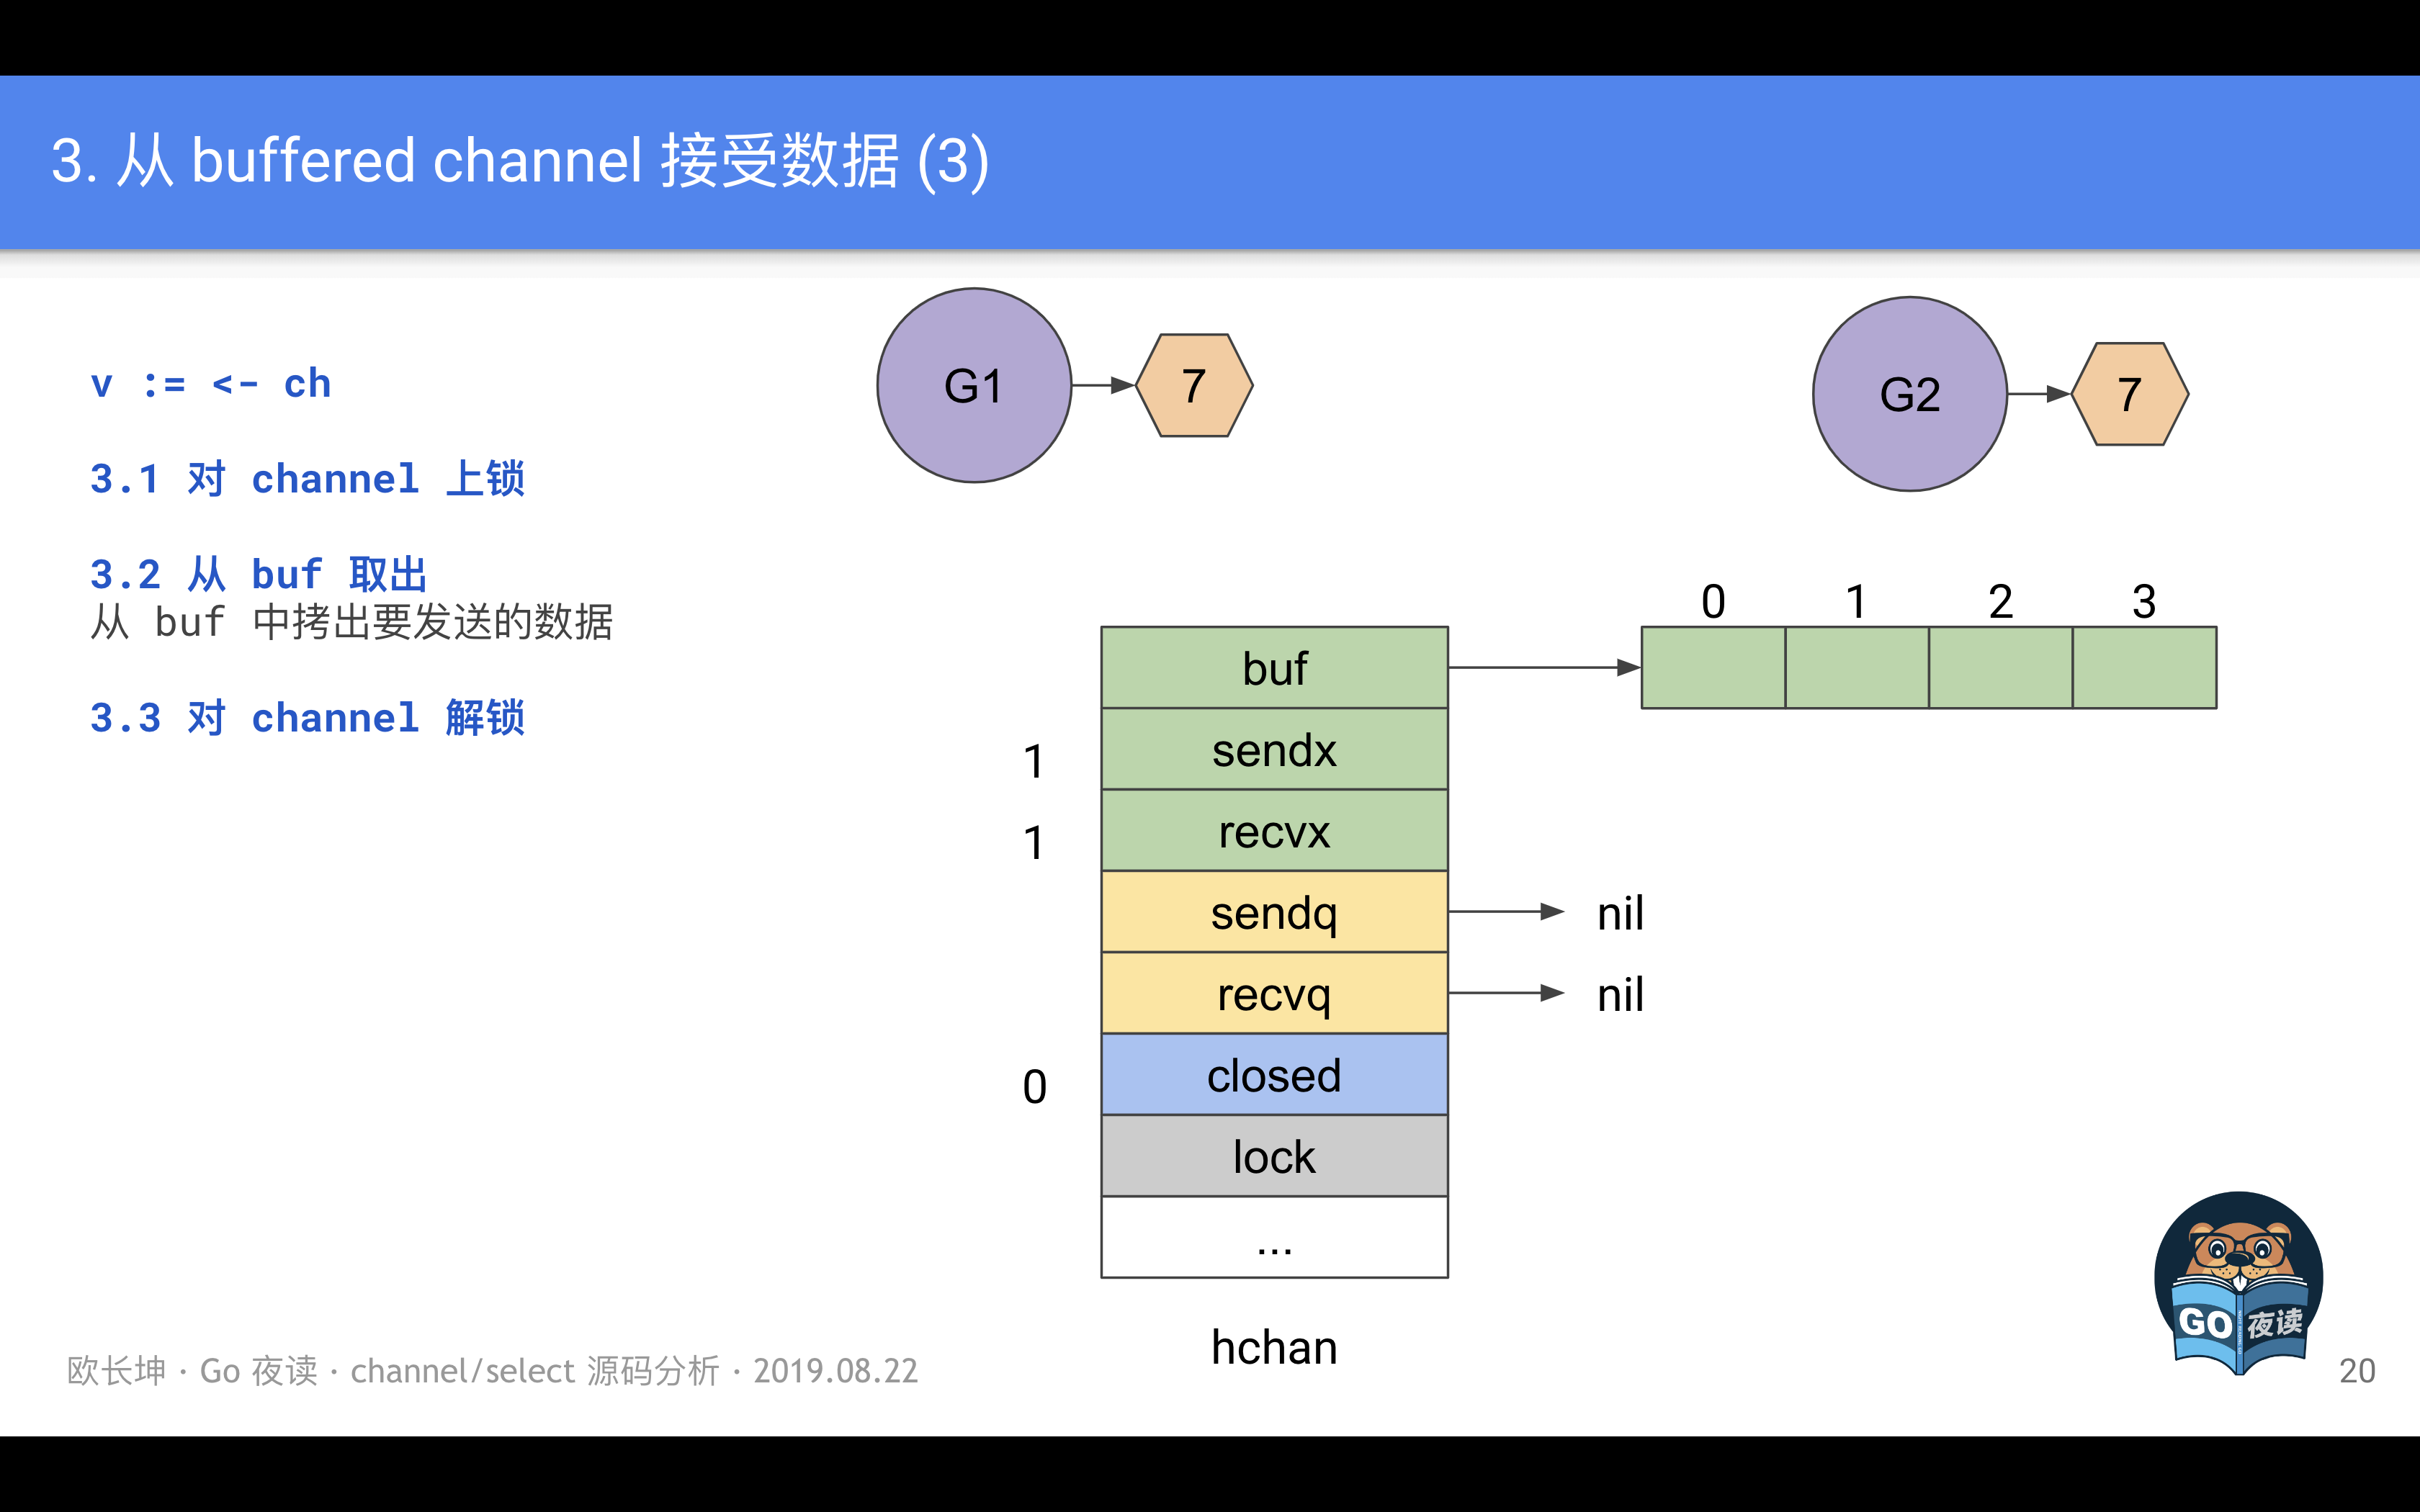 3. 从 buffered channel 接受数据 (3)
v := <- ch
3.1 对 channel 上锁
3.2 从 buf 取出
从 buf 中拷出要发送的数据
3.3 对 channel 解锁
G1
7
G2
7
0 1 2 3
buf
1 sendx
1 recvx
sendq nil
recvq nil
0 closed
lock
...
hchan
GO 夜读
欧长坤 · Go 夜读 · channel/select 源码分析 · 2019.08.22
20